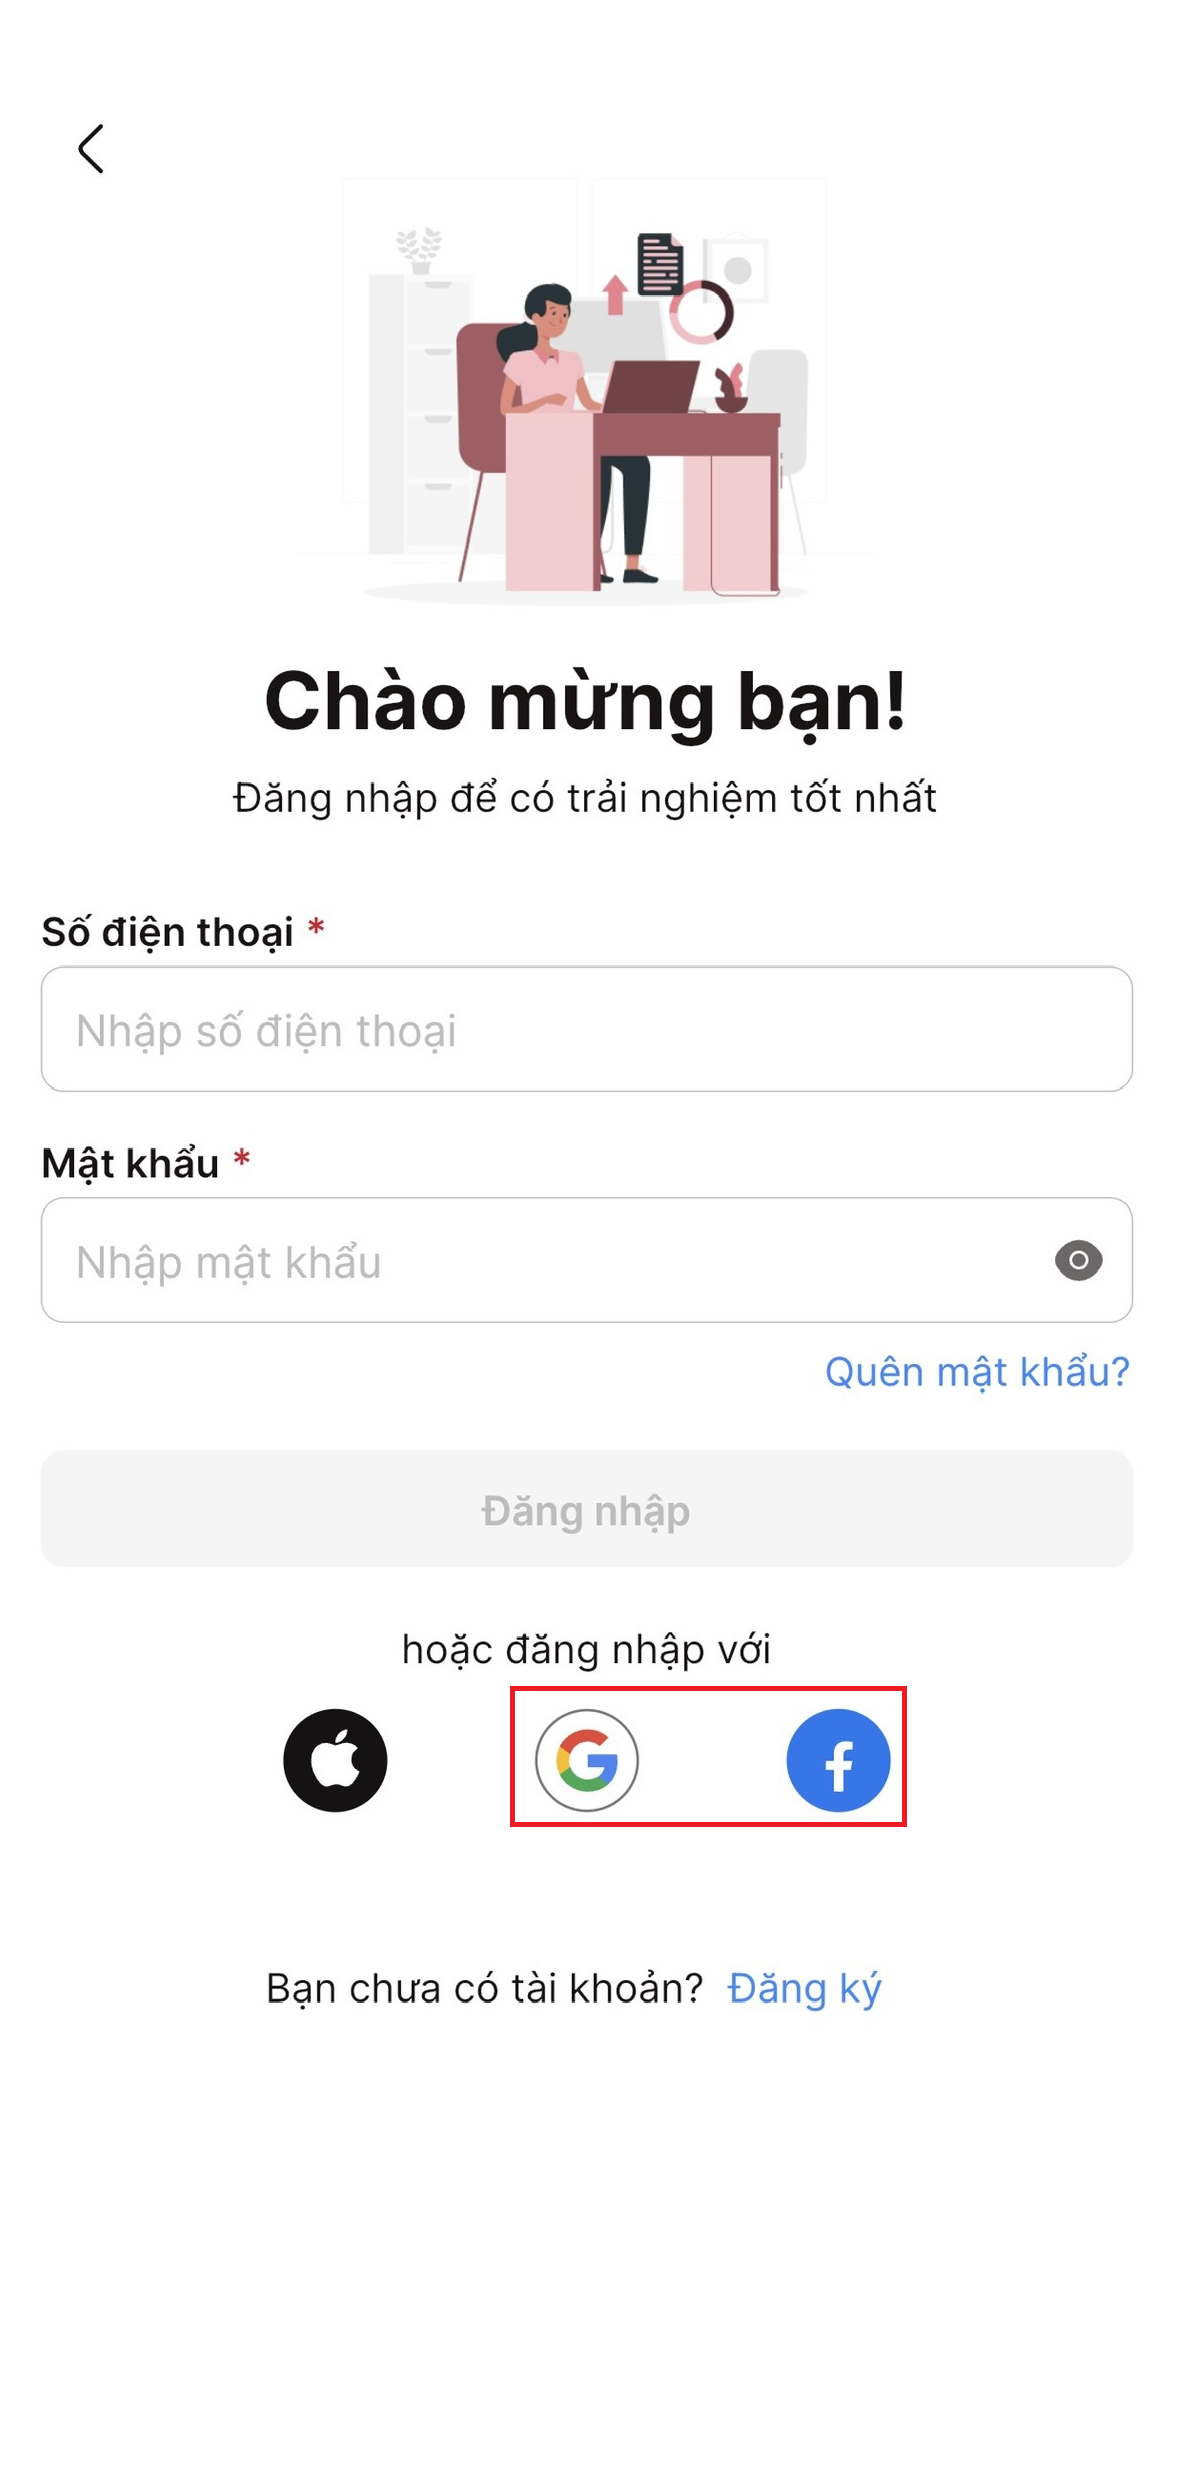 Chào mừng bạn!
Đăng nhập để có trải nghiệm tốt nhất
Số điện thoại *
Nhập số điện thoại
Mật khẩu *
Nhập mật khẩu
Quên mật khẩu?
Đăng nhập
hoặc đăng nhập với
Bạn chưa có tài khoản? Đăng ký